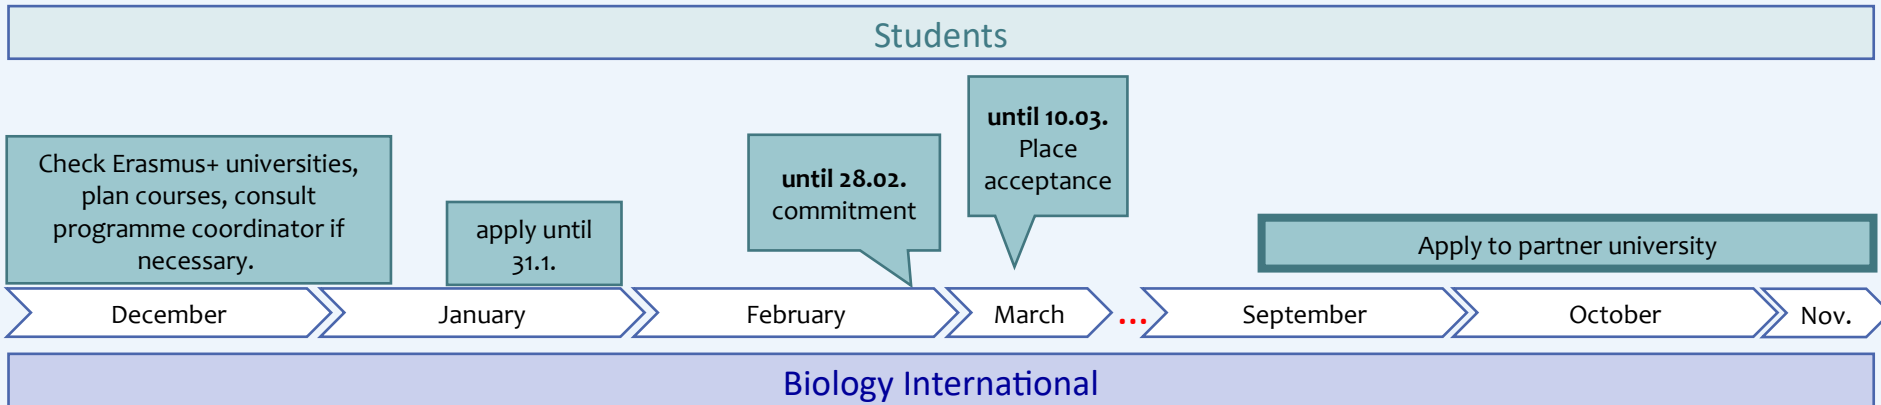 Students
Check Erasmus+ universities,
plan courses, consult
programme coordinator if
necessary.
apply until
31.1.
until 28.02.
commitment
until 10.03.
Place
acceptance
Apply to partner university
December
January
February
March
...
September
October
Nov.
Biology International